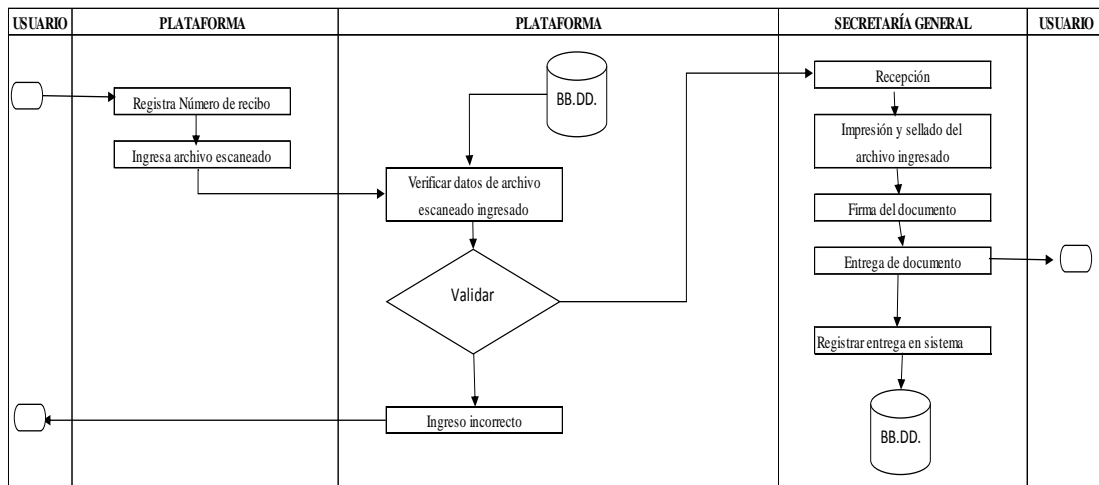 USUARIO
PLATAFORMA
PLATAFORMA
SECRETARÍA GENERAL
USUARIO
Registra Número de recibo
Ingresa archivo escaneado
BB.DD.
Verificar datos de archivo
escaneado ingresado
Validar
Ingreso incorrecto
Recepción
Impresión y sellado del
archivo ingresado
Firma del documento
Entrega de documento
Registrar entrega en sistema
BB.DD.